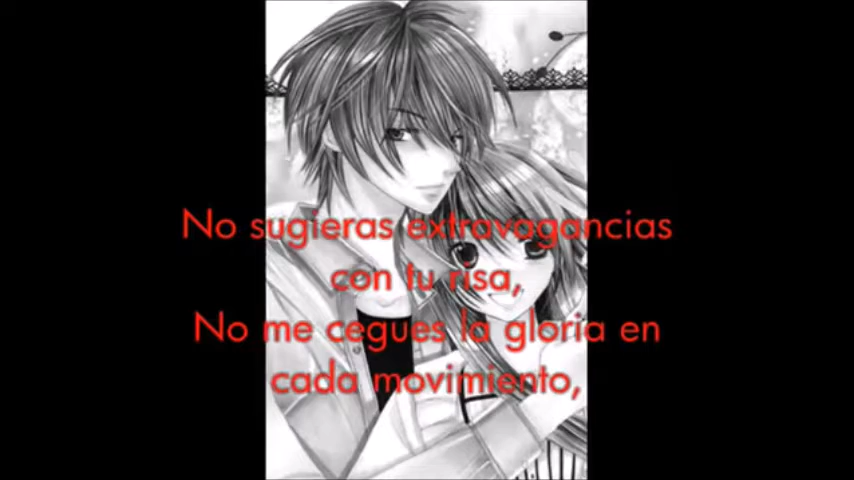 No sugieras extravagancias
con tu risa,
No me cegues la gloria en
cada movimiento,